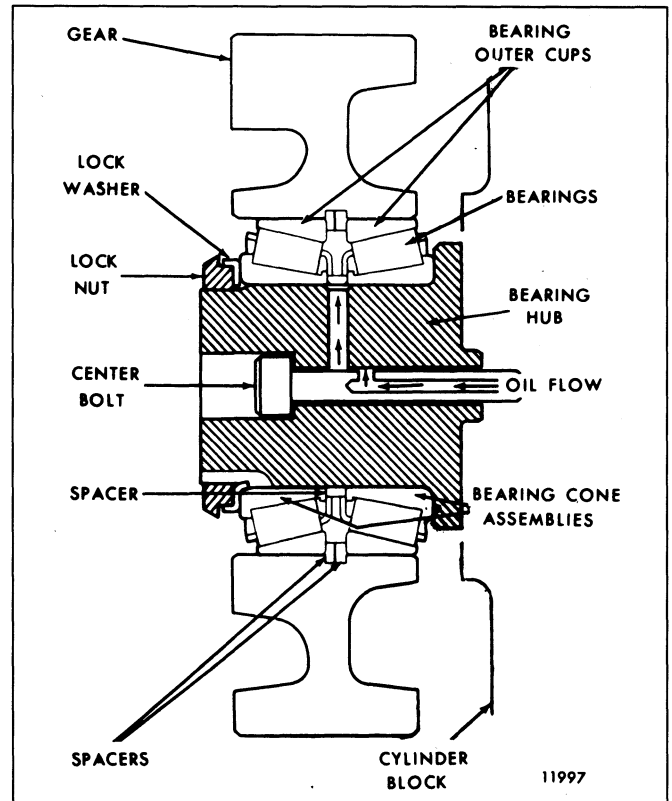 GEAR
BEARING
OUTER CUPS
LOCK
WASHER
BEARINGS
LOCK
NUT
BEARING
HUB
CENTER
BOLT
OIL FLOW
SPACER
BEARING CONE
ASSEMBLIES
SPACERS
CYLINDER
BLOCK
11997